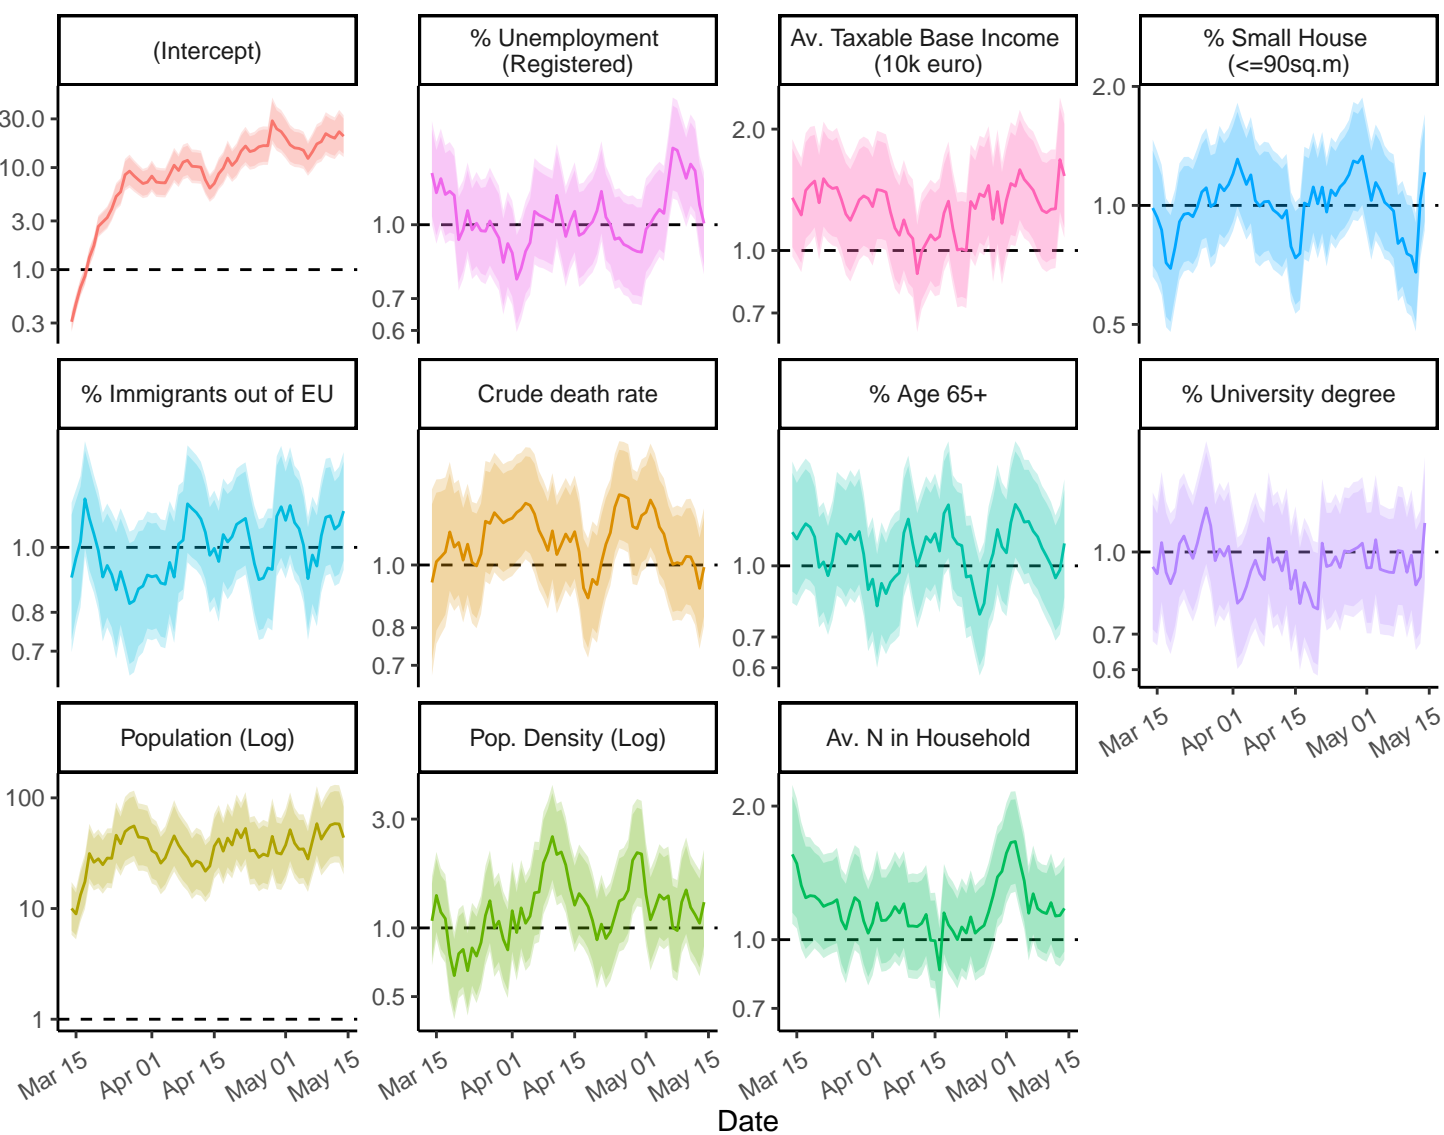 (Intercept)
% Unemployment
(Registered)
Av. Taxable Base Income
(10k euro)
% Small House
(<=90sq.m)
30.0
10.0
3.0
1.0
0.3
1.0
0.7
0.6
2.0
1.0
0.7
2.0
1.0
0.5
% Immigrants out of EU
Crude death rate
% Age 65+
% University degree
1.0
0.8
0.7
1.0
0.8
0.7
1.0
0.7
0.6
1.0
0.7
0.6
Mar 15
Apr 01
Apr 15
May 01
May 15
Population (Log)
Pop. Density (Log)
Av. N in Household
100
10
1
3.0
1.0
0.5
2.0
1.0
0.7
Mar 15
Apr 01
Apr 15
May 01
May 15
Mar 15
Apr 01
Apr 15
May 01
May 15
Mar 15
Apr 01
Apr 15
May 01
May 15
Date